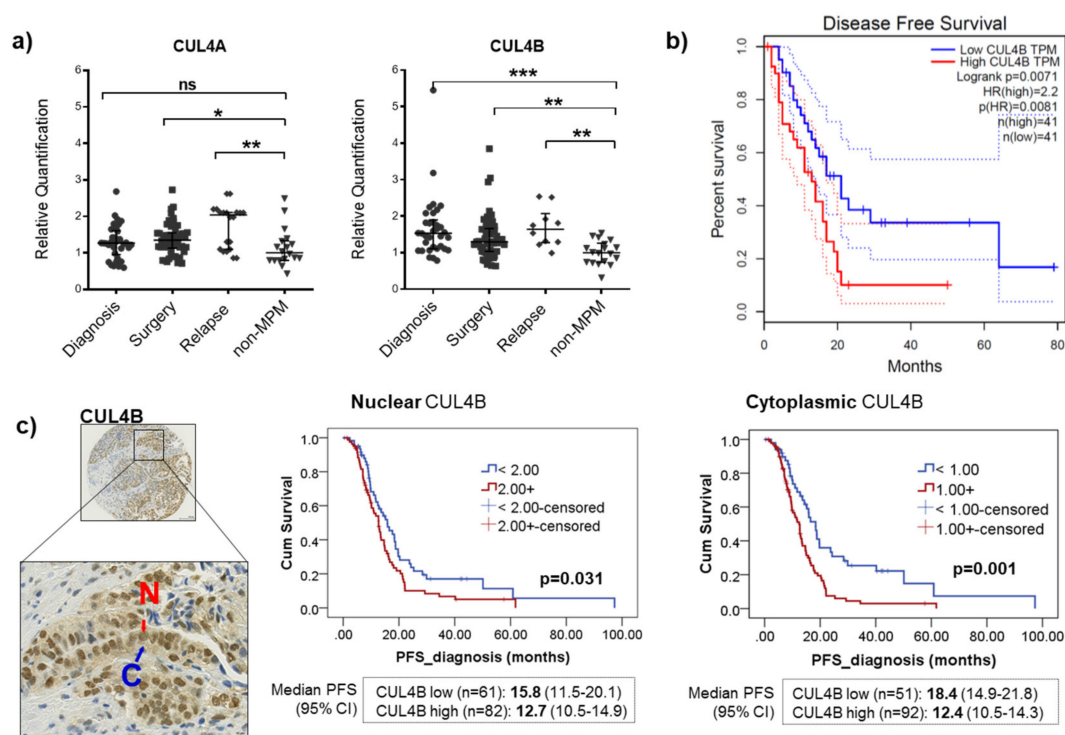 a)
CUL4A
Relative Quantification
6
5
4
3
2
1
0
ns
*
**
Diagnosis
Surgery
Relapse
non-MPM
CUL4B
Relative Quantification
6
5
4
3
2
1
0
***
**
**
Diagnosis
Surgery
Relapse
non-MPM
b)
Disease Free Survival
Percent survival
1.0
0.8
0.6
0.4
0.2
0.0
Low CUL4B TPM
High CUL4B TPM
Logrank p=0.0071
HR(high)=2.2
p(HR)=0.0081
n(high)=41
n(low)=41
0 20 40 60 80
Months
c)
CUL4B
N
C
Nuclear CUL4B
Cum Survival
1.0
0.8
0.6
0.4
0.2
0.0
< 2.00
2.00+
< 2.00-censored
2.00+-censored
p=0.031
.00 20.00 40.00 60.00 80.00 100.00
PFS_diagnosis (months)
Median PFS
(95% CI)
CUL4B low (n=61): 15.8 (11.5-20.1)
CUL4B high (n=82): 12.7 (10.5-14.9)
Cytoplasmic CUL4B
Cum Survival
1.0
0.8
0.6
0.4
0.2
0.0
< 1.00
1.00+
< 1.00-censored
1.00+-censored
p=0.001
.00 20.00 40.00 60.00 80.00 100.00
PFS_diagnosis (months)
Median PFS
(95% CI)
CUL4B low (n=51): 18.4 (14.9-21.8)
CUL4B high (n=92): 12.4 (10.5-14.3)